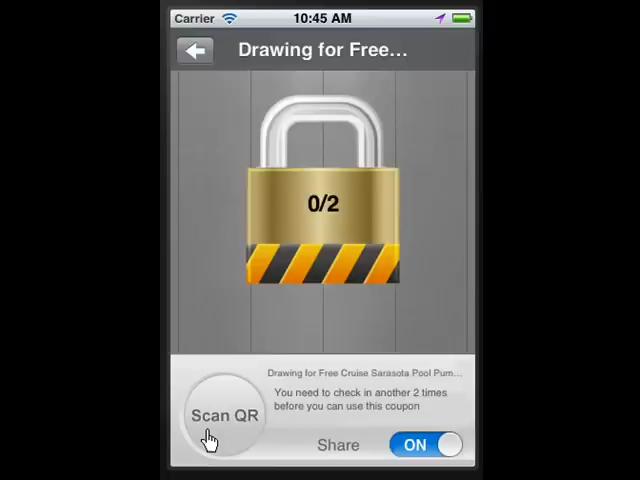 Carrier 10:45 AM
Drawing for Free...
0/2
Drawing for Free Cruise Sarasota Pool Pum...
You need to check in another 2 times
before you can use this coupon
Scan QR
Share ON